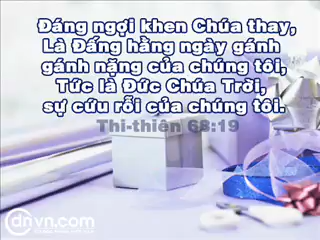 Đáng ngợi khen Chúa thay,
Là Đấng hằng ngày gánh
gánh nặng của chúng tôi,
Tức là Đức Chúa Trời,
sự cứu rỗi của chúng tôi.
Thi-thiên 68:19
dnvn.com